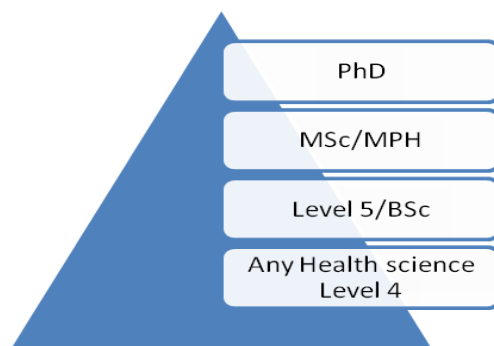 PhD
MSc/MPH
Level 5/BSc
Any Health science
Level 4